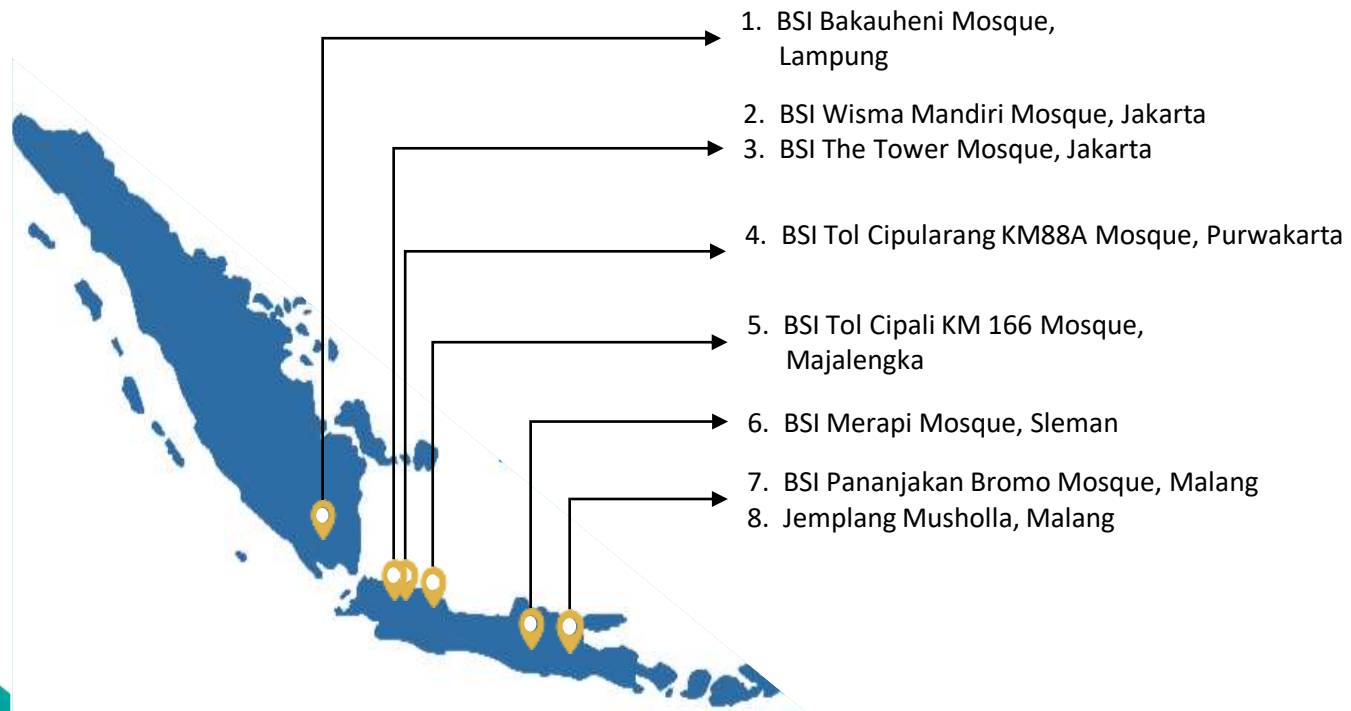 1. BSI Bakauheni Mosque,
Lampung
2. BSI Wisma Mandiri Mosque, Jakarta
3. BSI The Tower Mosque, Jakarta
4. BSI Tol Cipularang KM88A Mosque, Purwakarta
5. BSI Tol Cipali KM 166 Mosque,
Majalengka
6. BSI Merapi Mosque, Sleman
7. BSI Pananjakan Bromo Mosque, Malang
8. Jemplang Musholla, Malang